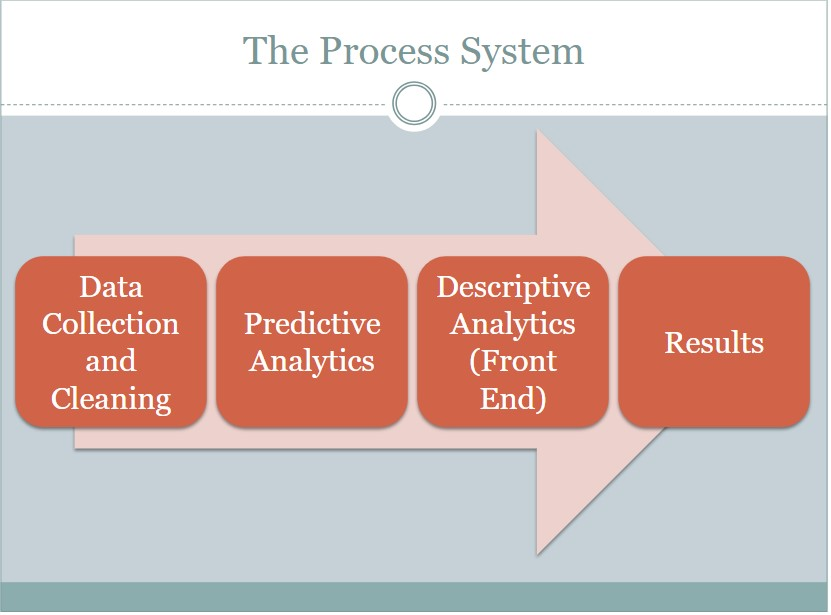 The Process System
Data
Collection
and
Cleaning
Predictive
Analytics
Descriptive
Analytics
(Front
End)
Results